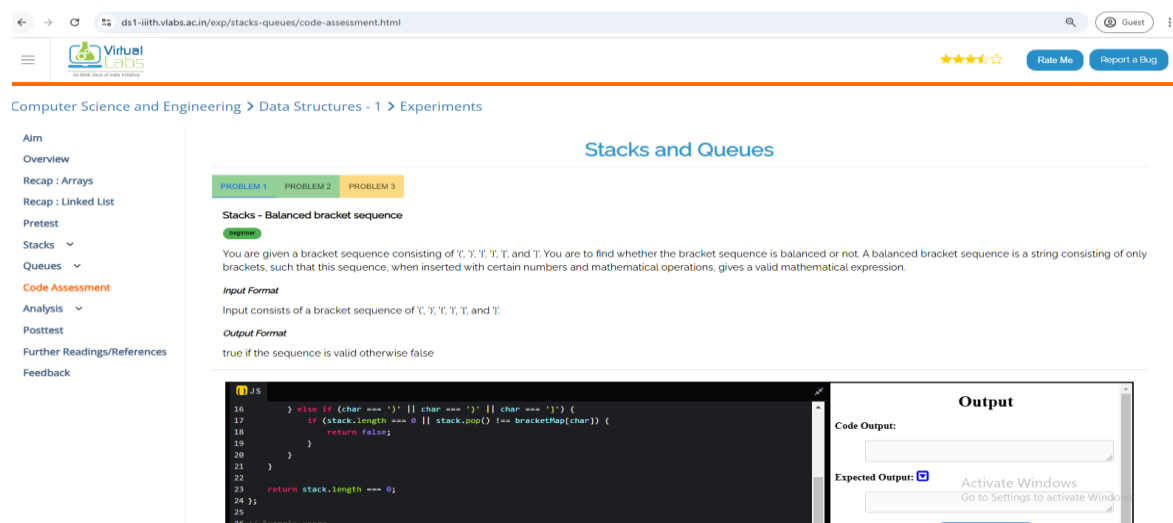 ds1-iiith.vlabs.ac.in/exp/stacks-queues/code-assessment.html
Guest
Virtual
Labs
An MoE Govt of India Initiative
Rate Me
Report a Bug
Computer Science and Engineering > Data Structures - 1 > Experiments
Aim
Overview
Recap : Arrays
Recap : Linked List
Pretest
Stacks
Queues
Code Assessment
Analysis
Posttest
Further Readings/References
Feedback
Stacks and Queues
PROBLEM 1 PROBLEM 2 PROBLEM 3
Stacks - Balanced bracket sequence
beginner
You are given a bracket sequence consisting of '(', ')', '{', '}', '[', and ']'. You are to find whether the bracket sequence is balanced or not. A balanced bracket sequence is a string consisting of only
brackets, such that this sequence, when inserted with certain numbers and mathematical operations, gives a valid mathematical expression.
Input Format
Input consists of a bracket sequence of '(', ')', '{', '}', '[', and ']'.
Output Format
true if the sequence is valid otherwise false
JS
16 } else if (char === ')' || char === '}' || char === ']') {
17 if (stack.length === 0 || stack.pop() !== bracketMap[char]) {
18 return false;
19 }
20 }
21 }
22
23 return stack.length === 0;
24 };
25
26
Output
Code Output:
Expected Output:
Activate Windows
Go to Settings to activate Windows.